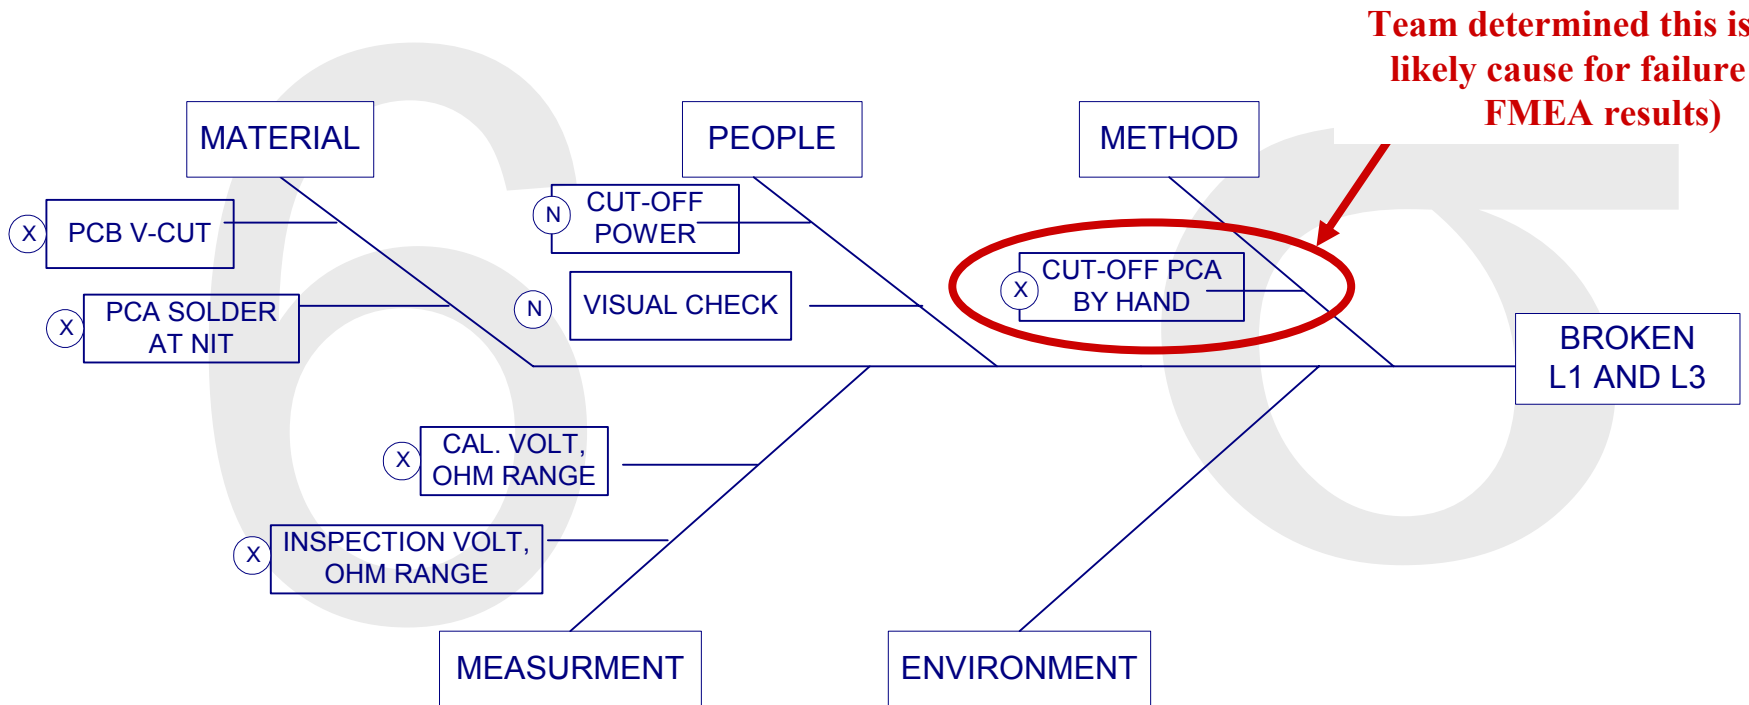 Team determined this is
likely cause for failure
FMEA results)
MATERIAL
PEOPLE
METHOD
X
PCB V-CUT
N
CUT-OFF
POWER
X
PCA SOLDER
AT NIT
N
VISUAL CHECK
X
CUT-OFF PCA
BY HAND
BROKEN
L1 AND L3
X
CAL. VOLT,
OHM RANGE
X
INSPECTION VOLT,
OHM RANGE
MEASURMENT
ENVIRONMENT
6σ